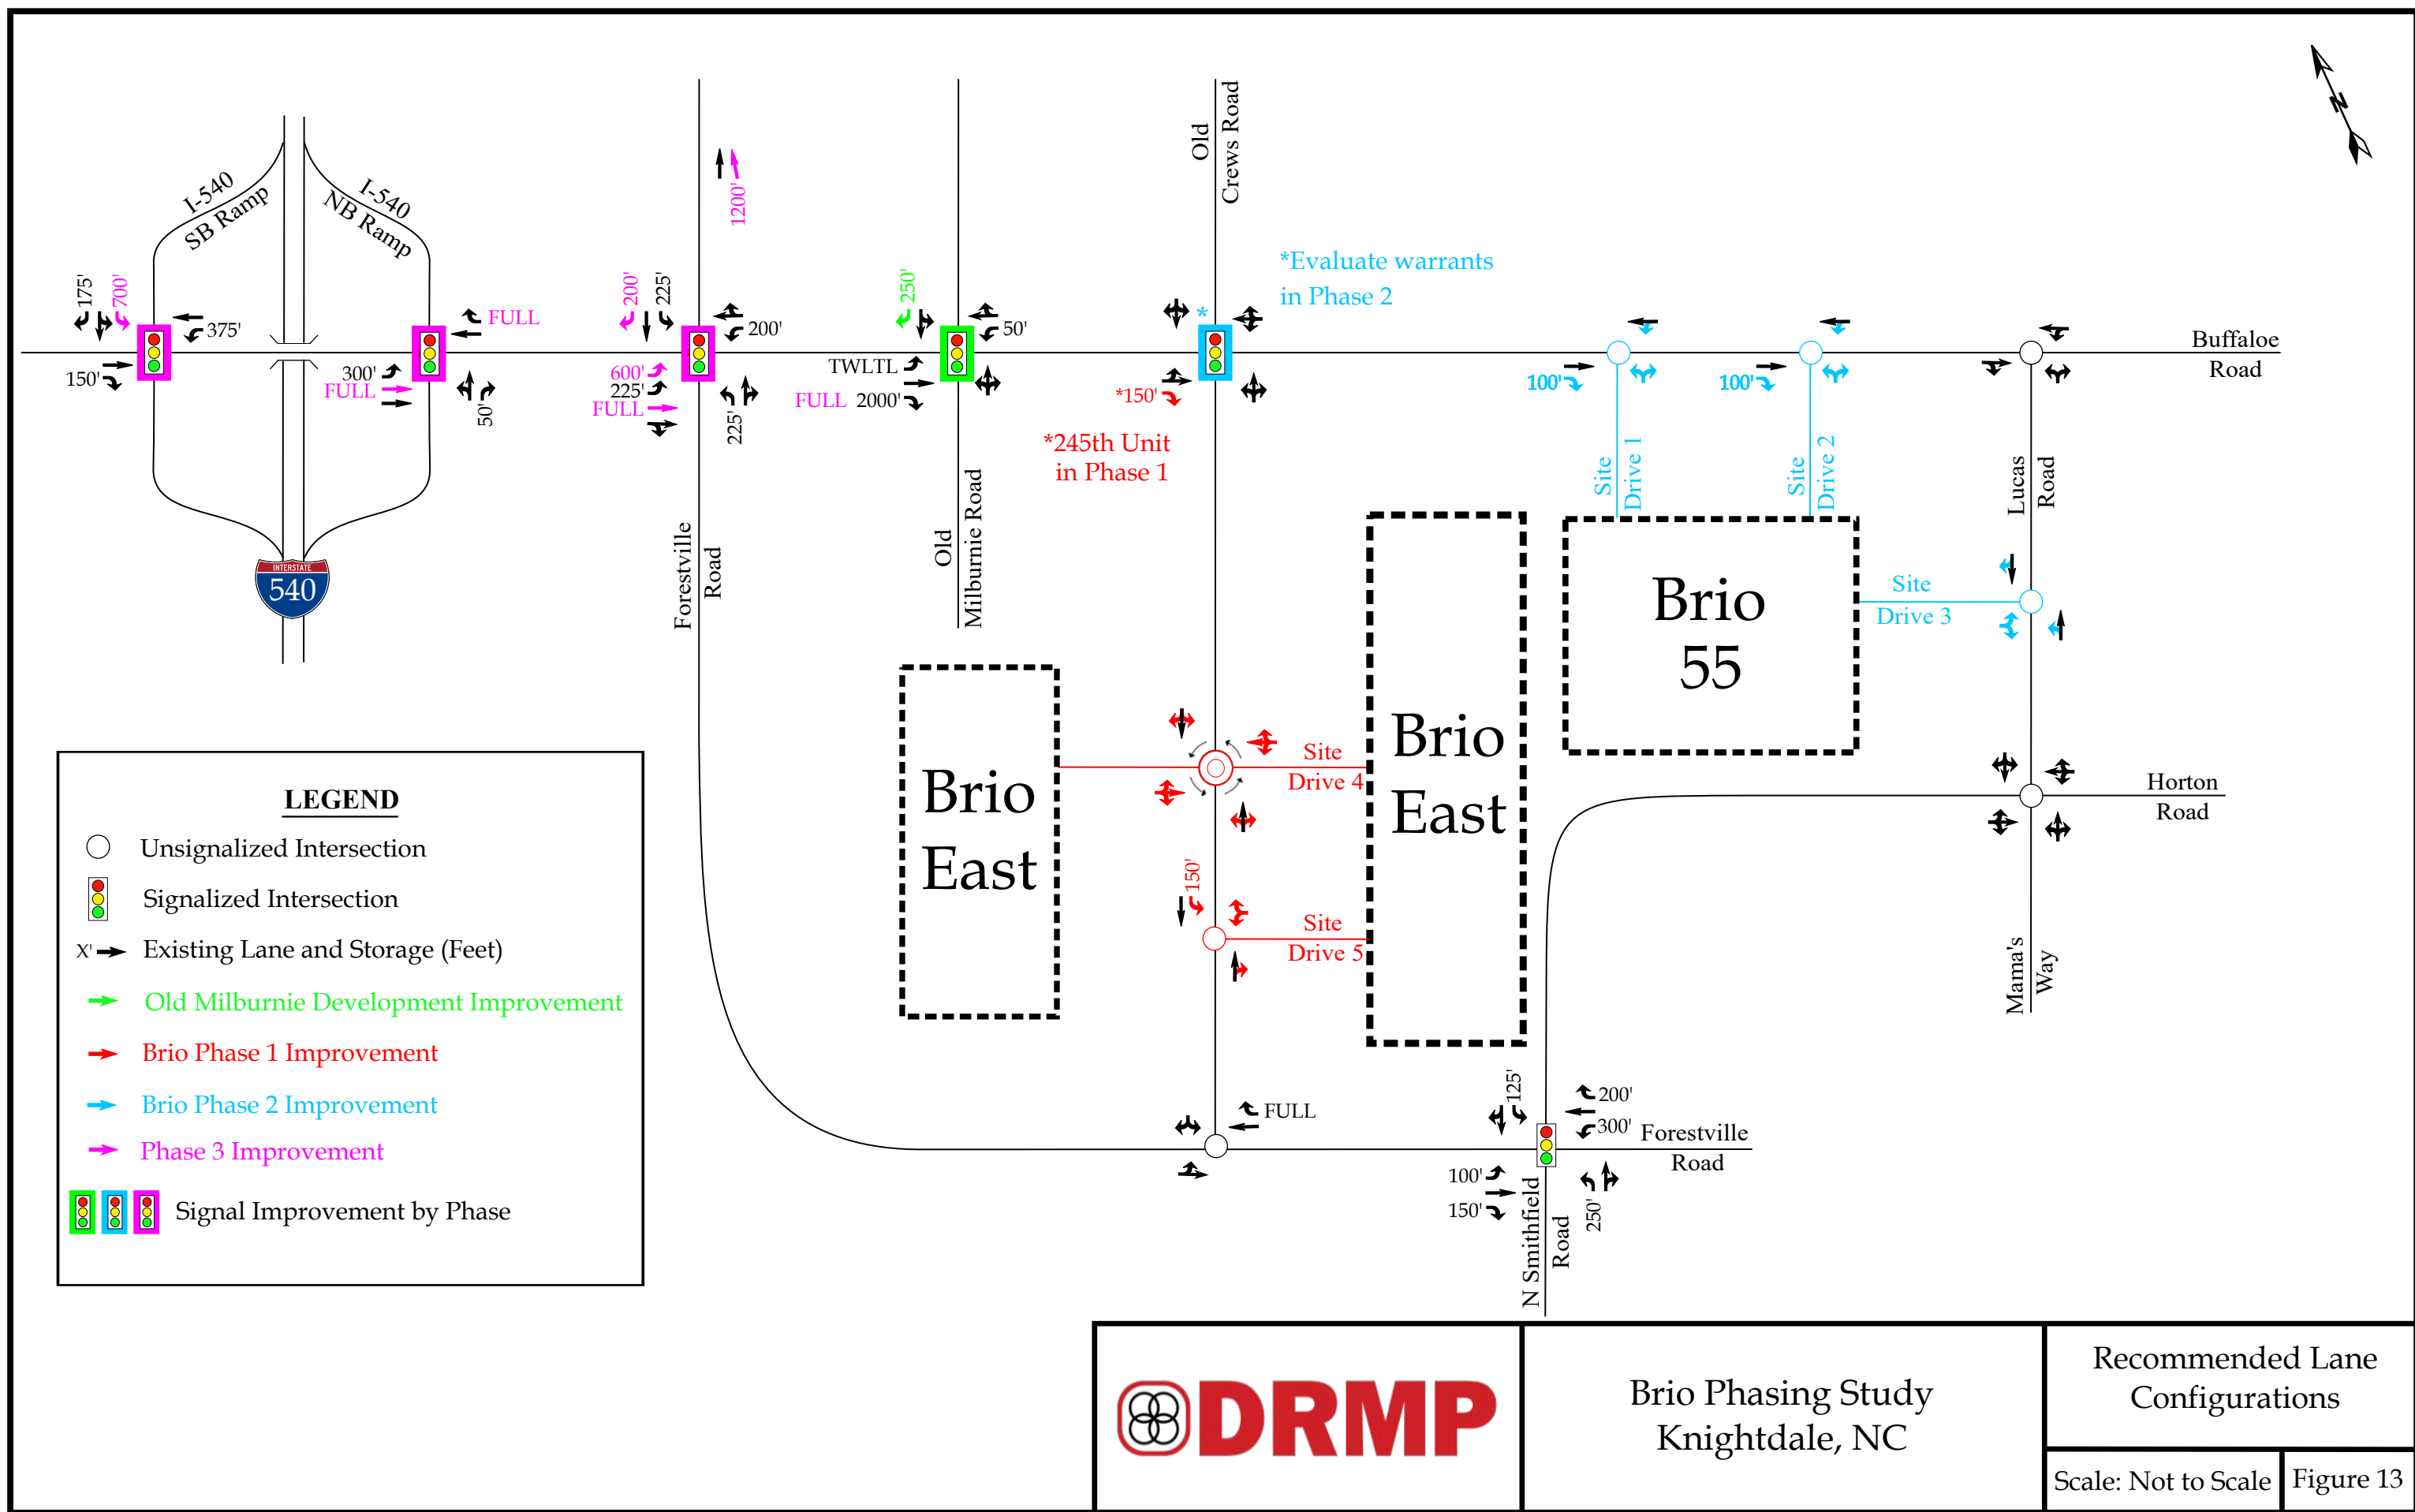 Old
Crews Road
I-540
SB Ramp
I-540
NB Ramp
N
1200'
*Evaluate warrants
in Phase 2
175'
700'
375'
150'
FULL
300'
FULL
50'
200'
225'
200'
600'
225'
FULL
225'
250'
50'
TWLTL
FULL 2000'
*
*150'
*245th Unit
in Phase 1
100'
100'
Buffaloe
Road
Site
Drive 1
Site
Drive 2
Lucas
Road
Forestville
Road
Old
Milburnie Road
INTERSTATE
540
Brio
55
Site
Drive 3
Brio
East
Brio
East
Site
Drive 4
Horton
Road
150'
Site
Drive 5
Mama's
Way
FULL
125'
200'
300'
Forestville
Road
100'
150'
250'
N Smithfield
Road
LEGEND
Unsignalized Intersection
Signalized Intersection
X' Existing Lane and Storage (Feet)
Old Milburnie Development Improvement
Brio Phase 1 Improvement
Brio Phase 2 Improvement
Phase 3 Improvement
Signal Improvement by Phase
DRMP
Brio Phasing Study
Knightdale, NC
Recommended Lane
Configurations
Scale: Not to Scale
Figure 13